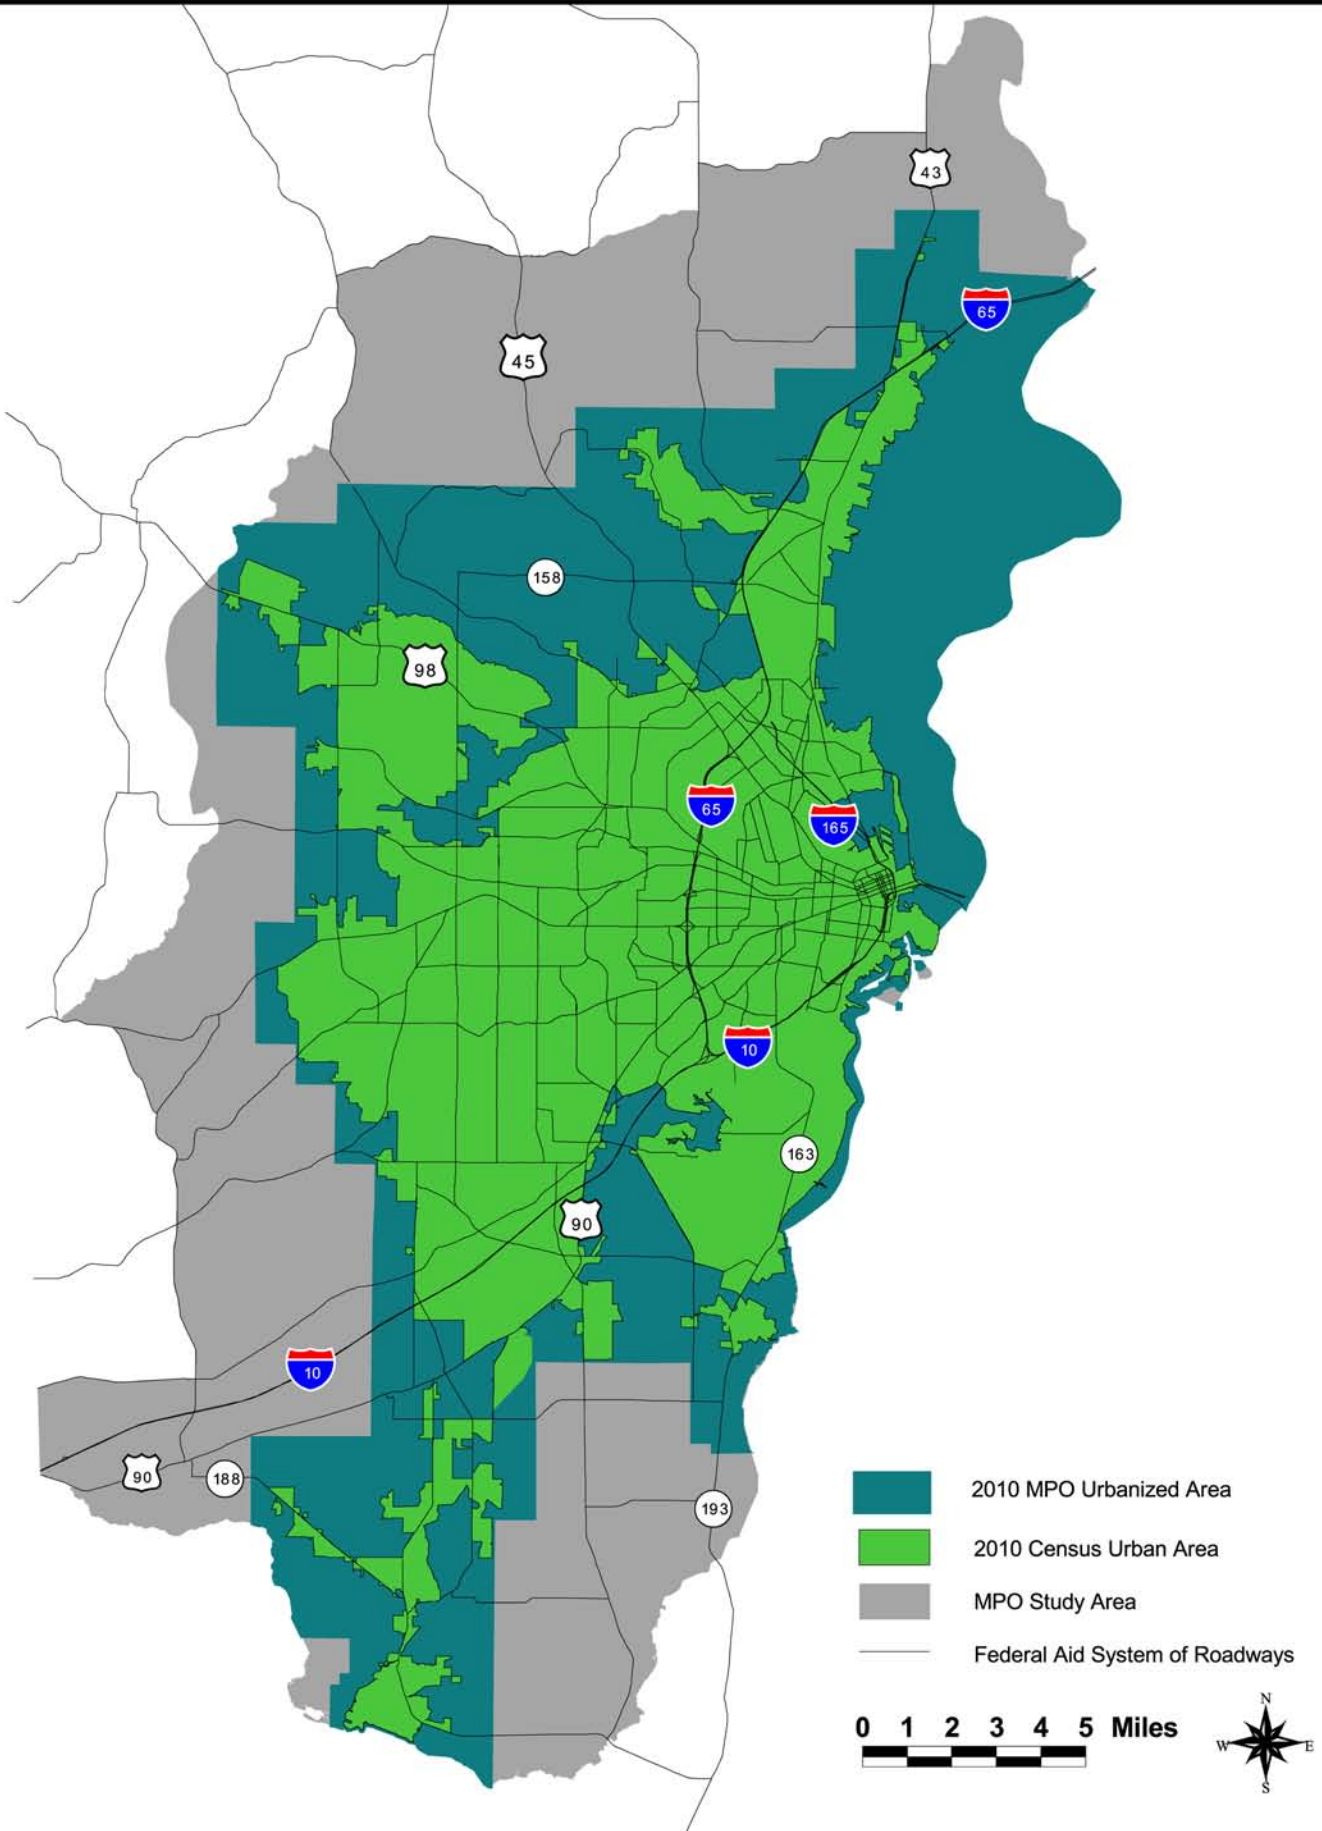 43
65
45
158
98
65
165
10
163
90
10
90
188
193
2010 MPO Urbanized Area
2010 Census Urban Area
MPO Study Area
Federal Aid System of Roadways
0 1 2 3 4 5 Miles
N
W E
S